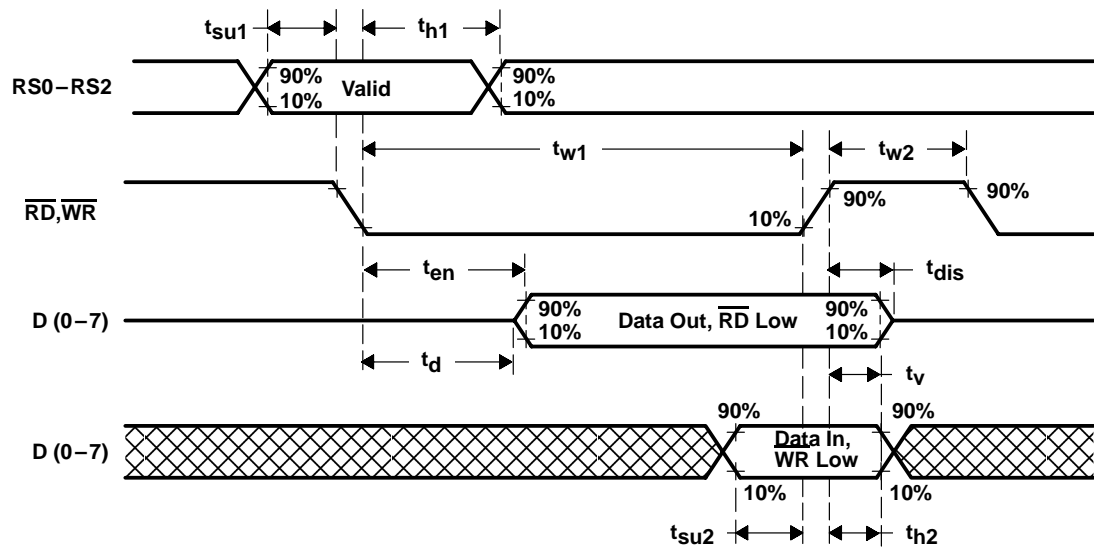 tsu1
th1
RS0–RS2
90%
10%
Valid
90%
10%
tw1
tw2
RD,WR
10%
90%
90%
ten
tdis
D (0–7)
90%
10%
Data Out, RD Low
90%
10%
td
tv
D (0–7)
90%
10%
Data In,
WR Low
90%
10%
tsu2
th2